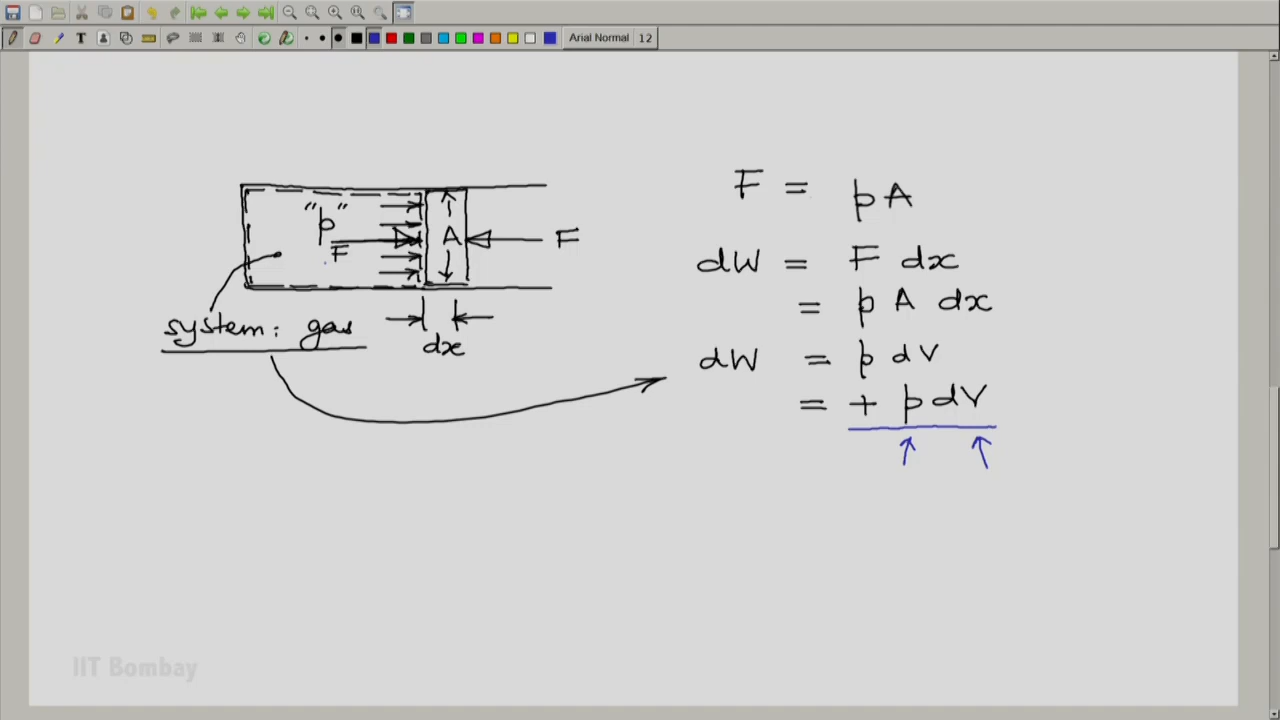 Arial Normal 12
F = pA
"p"
A
F
F
dW = F dx
= p A dx
system: gas
dx
dW = p dV
= + p dV
IIT Bombay